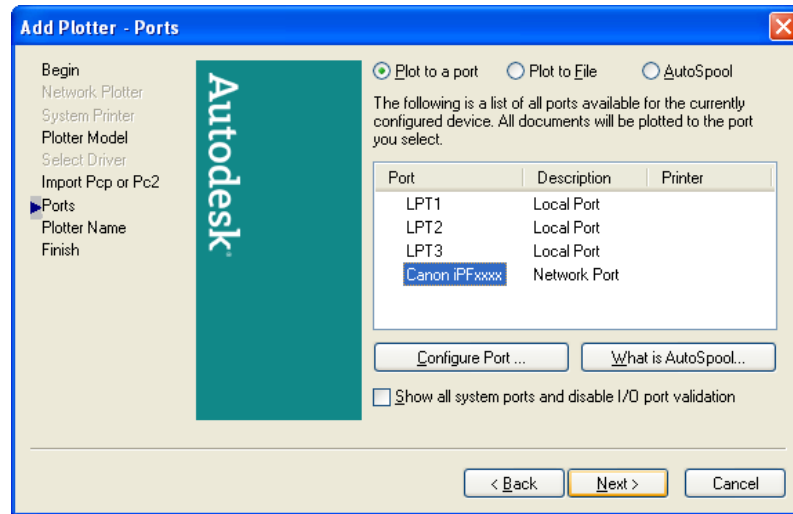 Add Plotter - Ports
Begin
Network Plotter
System Printer
Plotter Model
Select Driver
Import Pcp or Pc2
Ports
Plotter Name
Finish
Autodesk
Plot to a port Plot to File AutoSpool
The following is a list of all ports available for the currently
configured device. All documents will be plotted to the port
you select.
Port Description Printer
LPT1 Local Port
LPT2 Local Port
LPT3 Local Port
Canon iPFxxxx Network Port
Configure Port ... What is AutoSpool...
Show all system ports and disable I/O port validation
< Back Next > Cancel